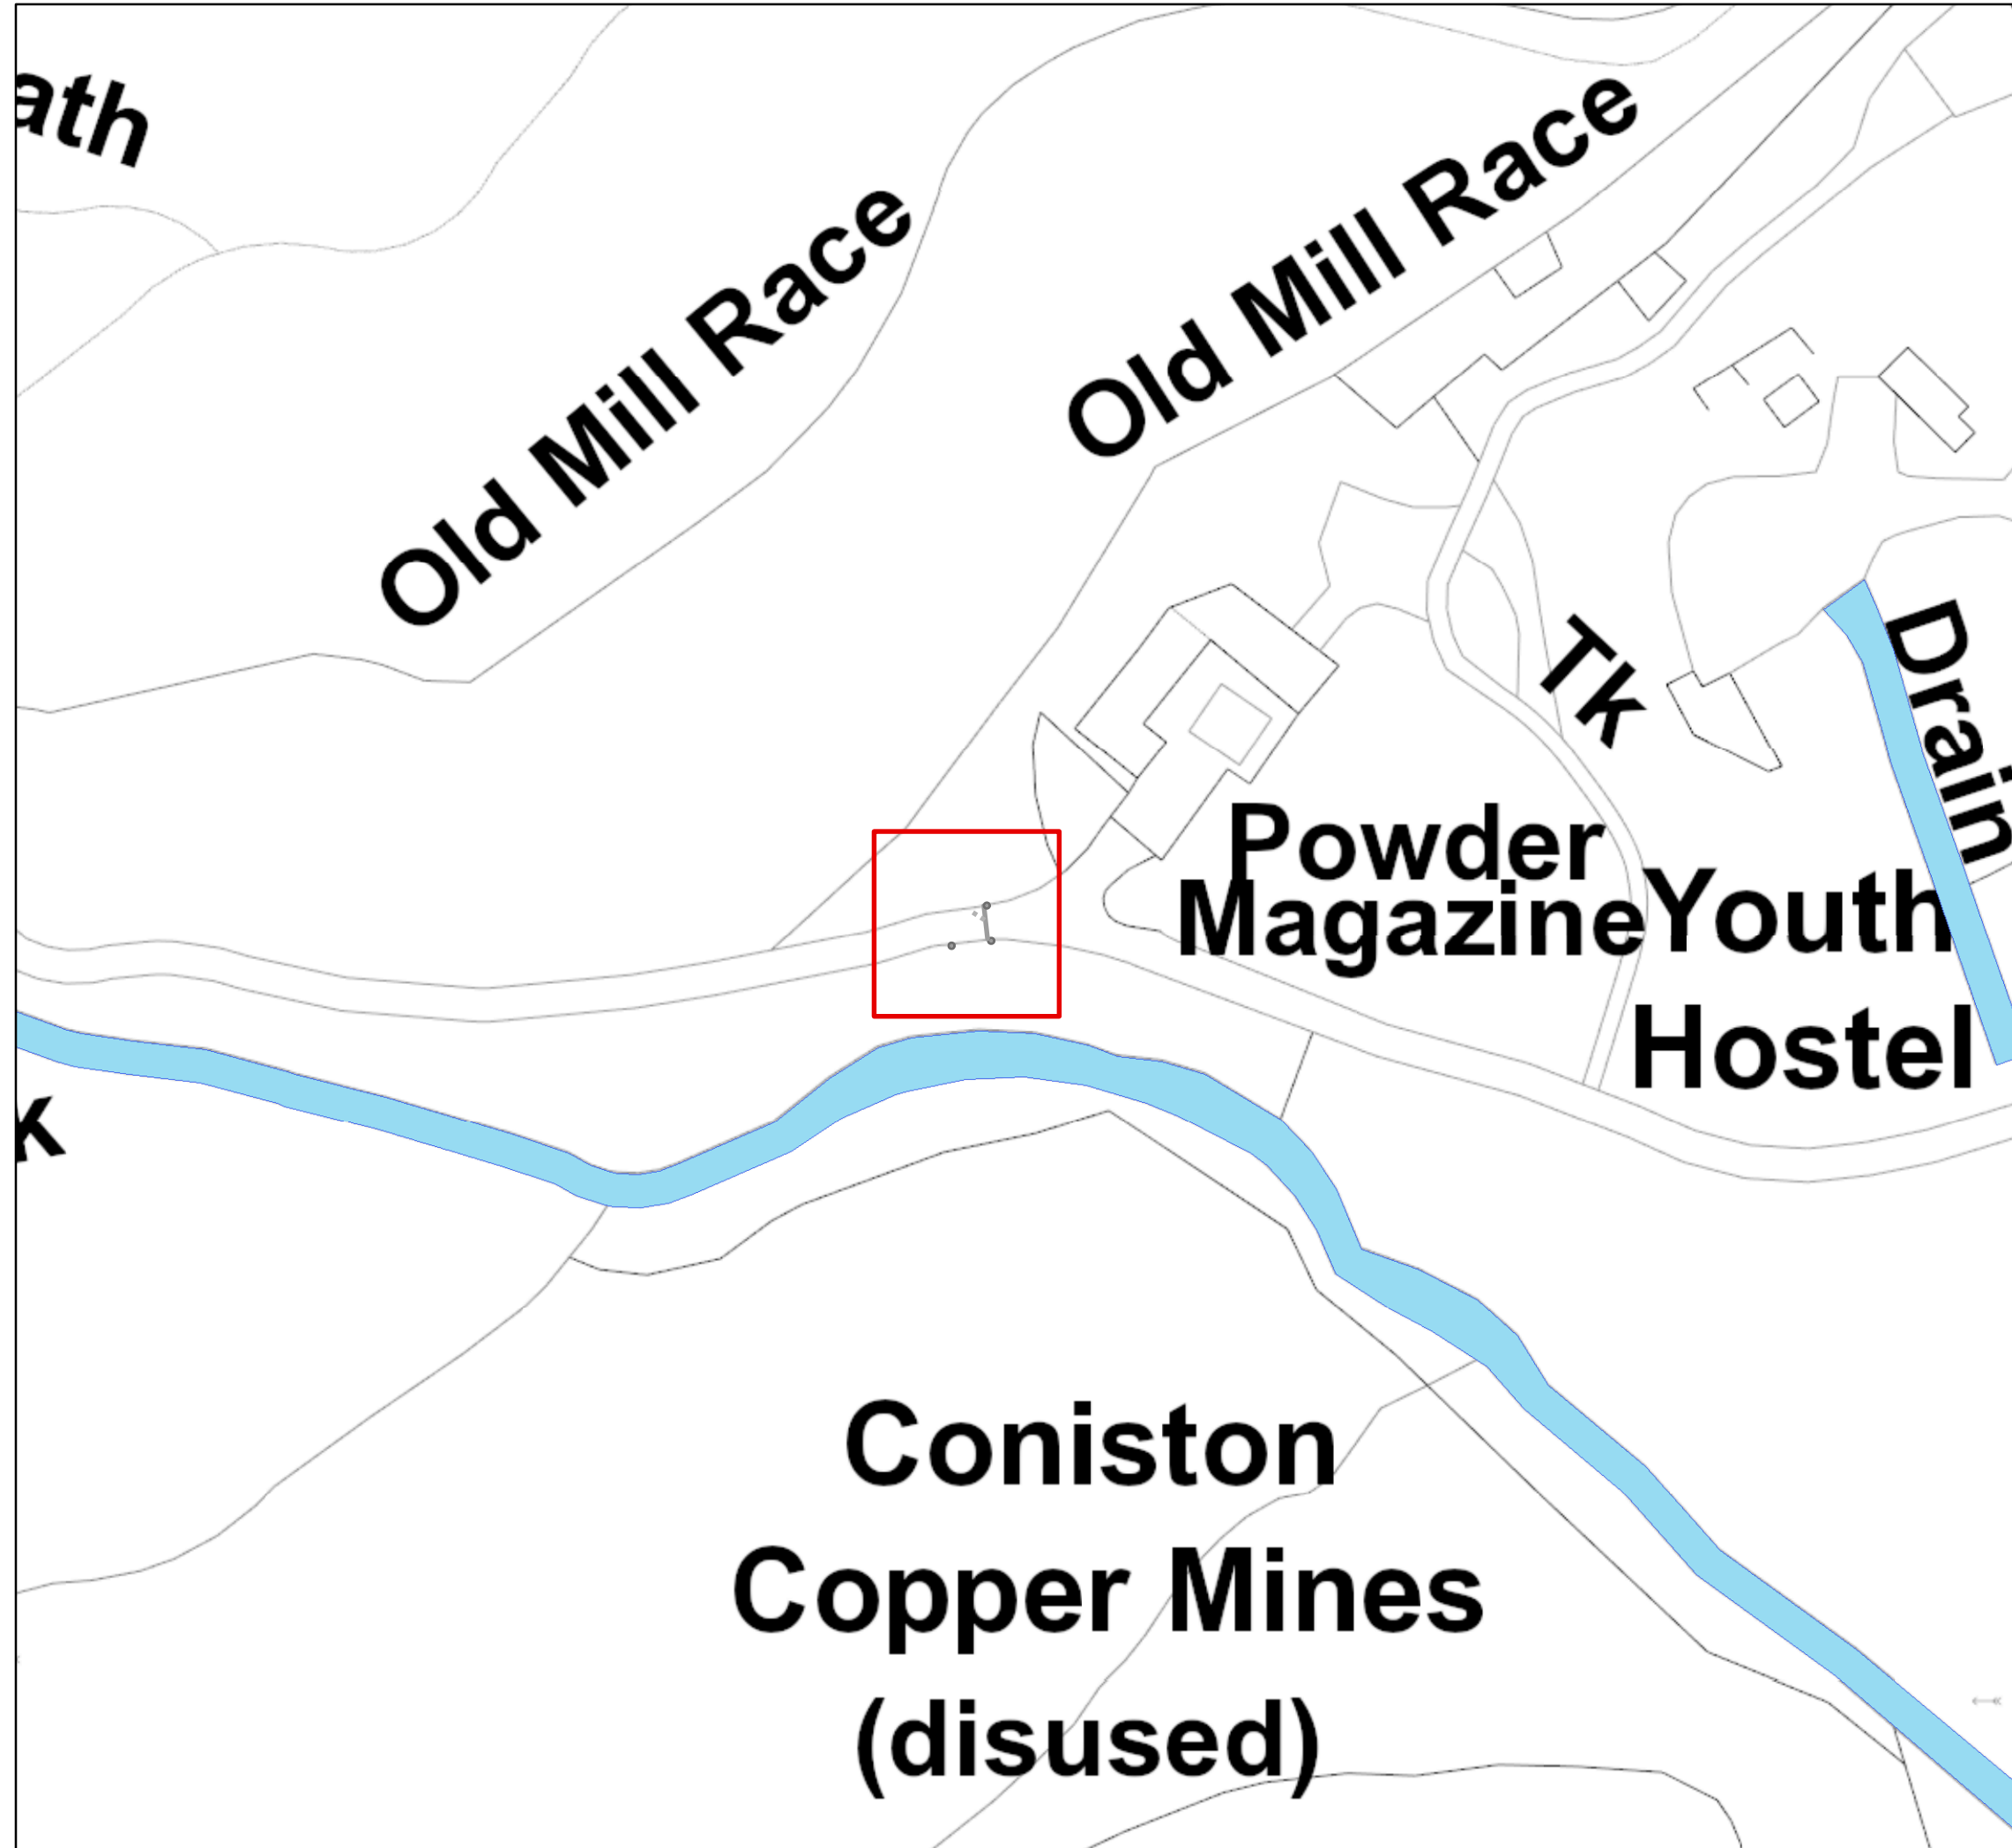 ath
Old Mill Race
Old Mill Race
Tk
Drain
Powder
Magazine
Youth
Hostel
k
Coniston
Copper Mines
(disused)